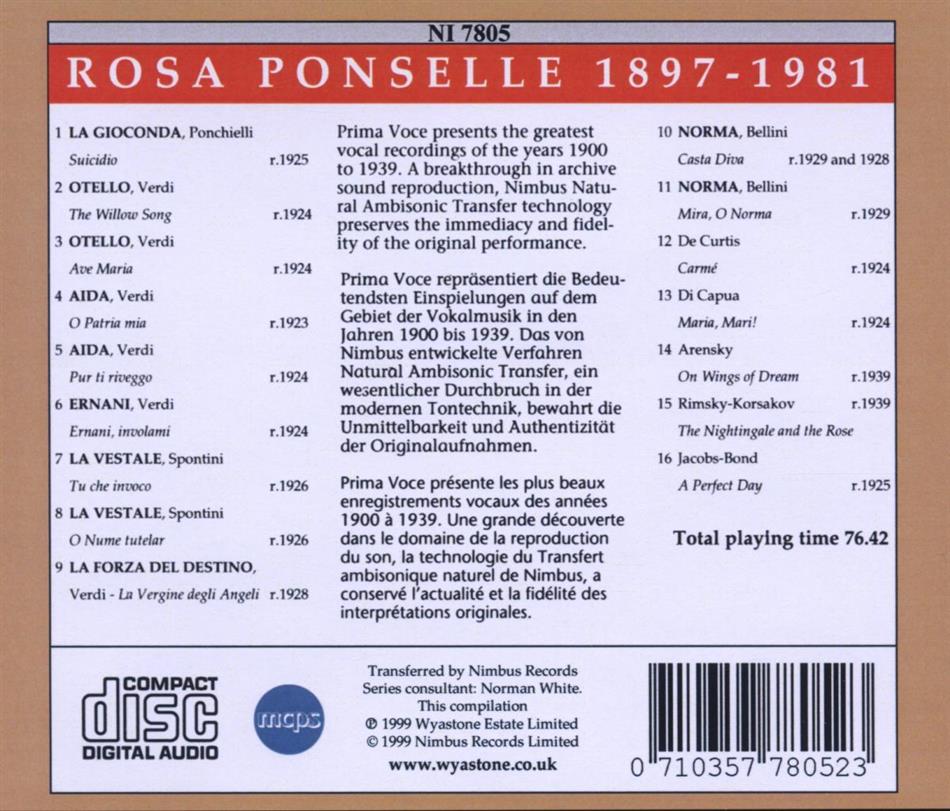 NI 7805
ROSA PONSELLE 1897-1981
1 LA GIOCONDA, Ponchielli
Suicidio r.1925
2 OTELLO, Verdi
The Willow Song r.1924
3 OTELLO, Verdi
Ave Maria r.1924
4 AIDA, Verdi
O Patria mia r.1923
5 AIDA, Verdi
Pur ti riveggo r.1924
6 ERNANI, Verdi
Ernani, involami r.1924
7 LA VESTALE, Spontini
Tu che invoco r.1926
8 LA VESTALE, Spontini
O Nume tutelar r.1926
9 LA FORZA DEL DESTINO,
Verdi - La Vergine degli Angeli r.1928
Prima Voce presents the greatest
vocal recordings of the years 1900
to 1939. A breakthrough in archive
sound reproduction, Nimbus Natu-
ral Ambisonic Transfer technology
preserves the immediacy and fidel-
ity of the original performance.
Prima Voce repräsentiert die Bedeu-
tendsten Einspielungen auf dem
Gebiet der Vokalmusik in den
Jahren 1900 bis 1939. Das von
Nimbus entwickelte Verfahren
Natural Ambisonic Transfer, ein
wesentlicher Durchbruch in der
modernen Tontechnik, bewahrt die
Unmittelbarkeit und Authentizität
der Originalaufnahmen.
Prima Voce présente les plus beaux
enregistrements vocaux des années
1900 à 1939. Une grande découverte
dans le domaine de la reproduction
du son, la technologie du Transfert
ambisonique naturel de Nimbus, a
conservé l'actualité et la fidélité des
interprétations originales.
10 NORMA, Bellini
Casta Diva r.1929 and 1928
11 NORMA, Bellini
Mira, O Norma r.1929
12 De Curtis
Carmé r.1924
13 Di Capua
Maria, Mari! r.1924
14 Arensky
On Wings of Dream r.1939
15 Rimsky-Korsakov r.1939
The Nightingale and the Rose
16 Jacobs-Bond
A Perfect Day r.1925
Total playing time 76.42
COMPACT
disc
DIGITAL AUDIO
mcps
Transferred by Nimbus Records
Series consultant: Norman White.
This compilation
℗ 1999 Wyastone Estate Limited
© 1999 Nimbus Records Limited
www.wyastone.co.uk
0 710357 780523